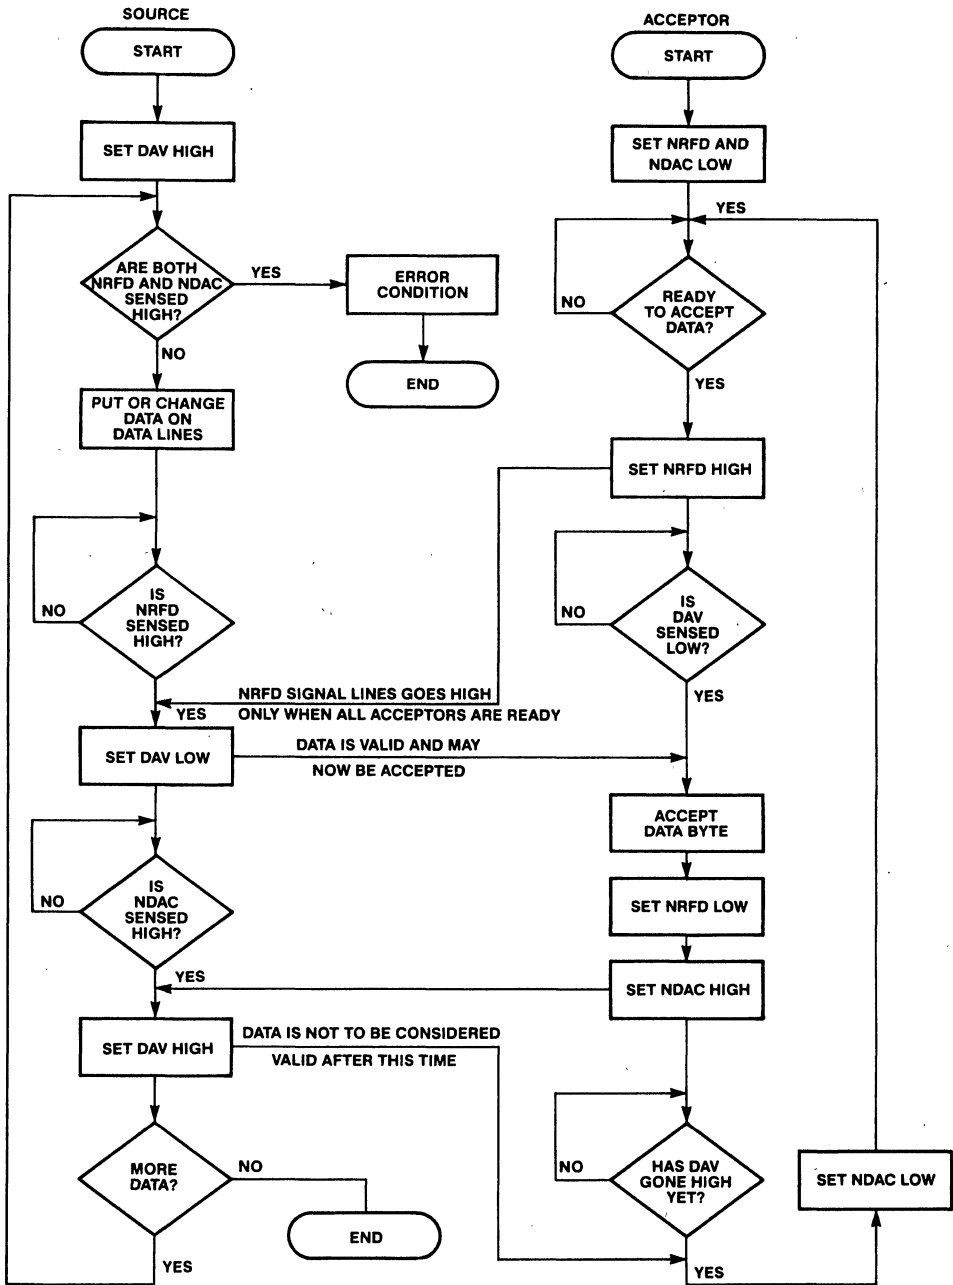 SOURCE
START
SET DAV HIGH
ARE BOTH
NRFD AND NDAC
SENSED
HIGH?
YES
ERROR
CONDITION
END
NO
PUT OR CHANGE
DATA ON
DATA LINES
IS
NRFD
SENSED
HIGH?
NO
YES
NRFD SIGNAL LINES GOES HIGH
ONLY WHEN ALL ACCEPTORS ARE READY
SET DAV LOW
DATA IS VALID AND MAY
NOW BE ACCEPTED
IS
NDAC
SENSED
HIGH?
NO
YES
SET DAV HIGH
DATA IS NOT TO BE CONSIDERED
VALID AFTER THIS TIME
MORE
DATA?
NO
END
YES
ACCEPTOR
START
SET NRFD AND
NDAC LOW
YES
READY
TO ACCEPT
DATA?
NO
YES
SET NRFD HIGH
IS
DAV
SENSED
LOW?
NO
YES
ACCEPT
DATA BYTE
SET NRFD LOW
SET NDAC HIGH
HAS DAV
GONE HIGH
YET?
NO
YES
SET NDAC LOW